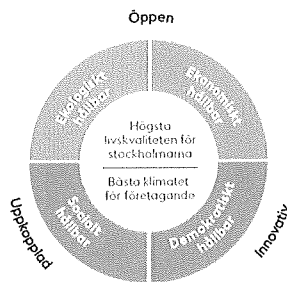 Öppen
Ekologiskt
hållbar
Ekonomiskt
hållbar
Högsta
livskvaliteten för
stockholmarna
Bästa klimatet
för företagande
Socialt
hållbar
Demokratiskt
hållbar
Uppkopplad
Innovativ